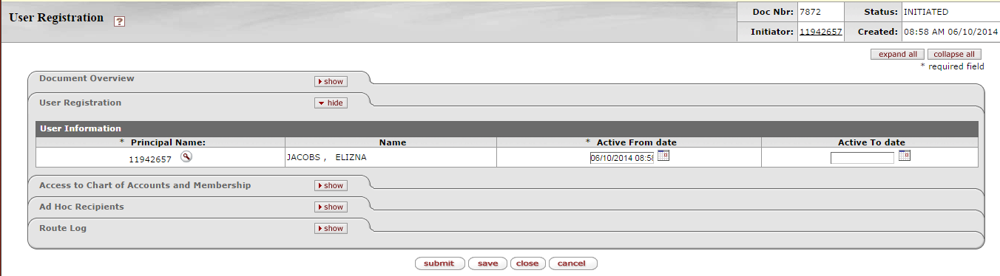 User Registration ?
Doc Nbr: 7872 Status: INITIATED
Initiator: 11942657 Created: 08:58 AM 06/10/2014
expand all collapse all
* required field
Document Overview show
User Registration hide
User Information
* Principal Name: Name * Active From date Active To date
11942657 JACOBS , ELIZNA 06/10/2014 08:58
Access to Chart of Accounts and Membership show
Ad Hoc Recipients show
Route Log show
submit save close cancel